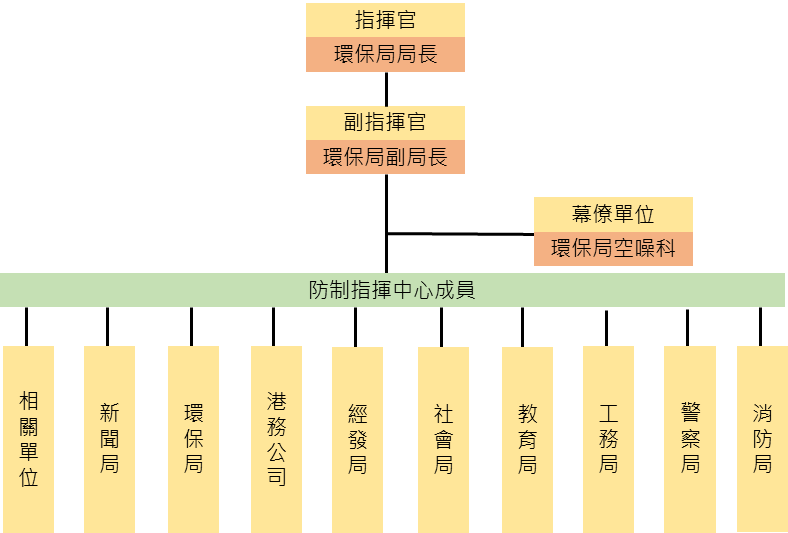 指揮官
環保局局長
副指揮官
環保局副局長
幕僚單位
環保局空噪科
防制指揮中心成員
相關單位
新聞局
環保局
港務公司
經發局
社會局
教育局
工務局
警察局
消防局